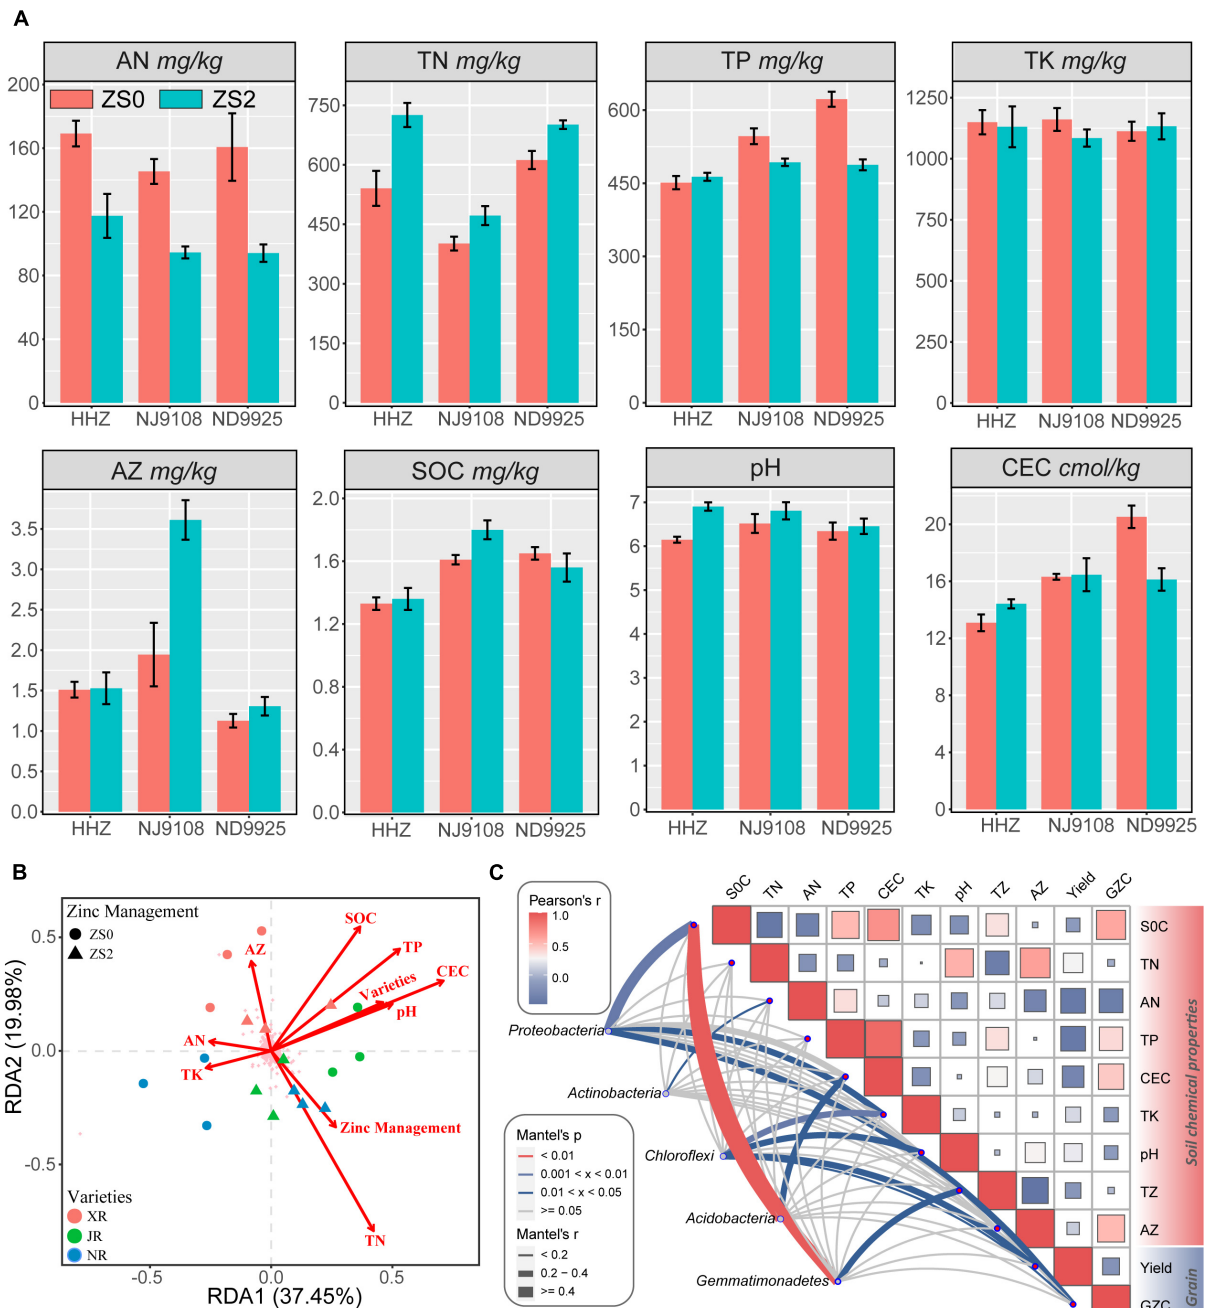 A
AN mg/kg
TN mg/kg
TP mg/kg
TK mg/kg
ZS0 ZS2
200
160
120
80
40
0
HHZ NJ9108 ND9925
750
600
450
300
150
0
HHZ NJ9108 ND9925
600
450
300
150
0
HHZ NJ9108 ND9925
1250
1000
750
500
250
0
HHZ NJ9108 ND9925
AZ mg/kg
SOC mg/kg
pH
CEC cmol/kg
3.5
3.0
2.5
2.0
1.5
1.0
0.5
0.0
HHZ NJ9108 ND9925
2.0
1.6
1.2
0.8
0.4
0.0
HHZ NJ9108 ND9925
7
6
5
4
3
2
1
0
HHZ NJ9108 ND9925
20
16
12
8
4
0
HHZ NJ9108 ND9925
B
Zinc Management
ZS0
ZS2
SOC
AZ
TP
CEC
Varieties
pH
AN
TK
Zinc Management
TN
Varieties
XR
JR
NR
0.5
0.0
-0.5
RDA2 (19.98%)
-0.5 0.0 0.5
RDA1 (37.45%)
C
Pearson's r
1.0
0.5
0.0
S0C TN AN TP CEC TK pH TZ AZ Yield GZC
S0C
TN
AN
TP
CEC
TK
pH
TZ
AZ
Yield
GZC
Soil chemical properties
Grain
Proteobacteria
Actinobacteria
Chloroflexi
Acidobacteria
Gemmatimonadetes
Mantel's p
< 0.01
0.001 < x < 0.01
0.01 < x < 0.05
>= 0.05
Mantel's r
< 0.2
0.2 − 0.4
>= 0.4